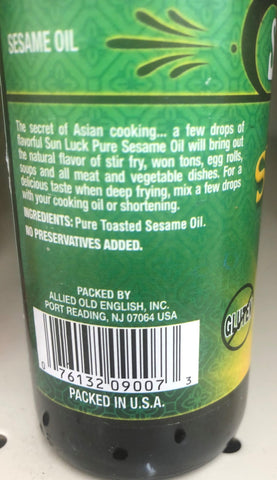 SESAME OIL
The secret of Asian cooking... a few drops of
flavorful Sun Luck Pure Sesame Oil will bring out
the natural flavor of stir fry, won tons, egg rolls,
soups and all meat and vegetable dishes. For a
delicious taste when deep frying, mix a few drops
with your cooking oil or shortening.
INGREDIENTS: Pure Toasted Sesame Oil.
NO PRESERVATIVES ADDED.
PACKED BY
ALLIED OLD ENGLISH, INC.
PORT READING, NJ 07064 USA
0 76132 09007 3
PACKED IN U.S.A.